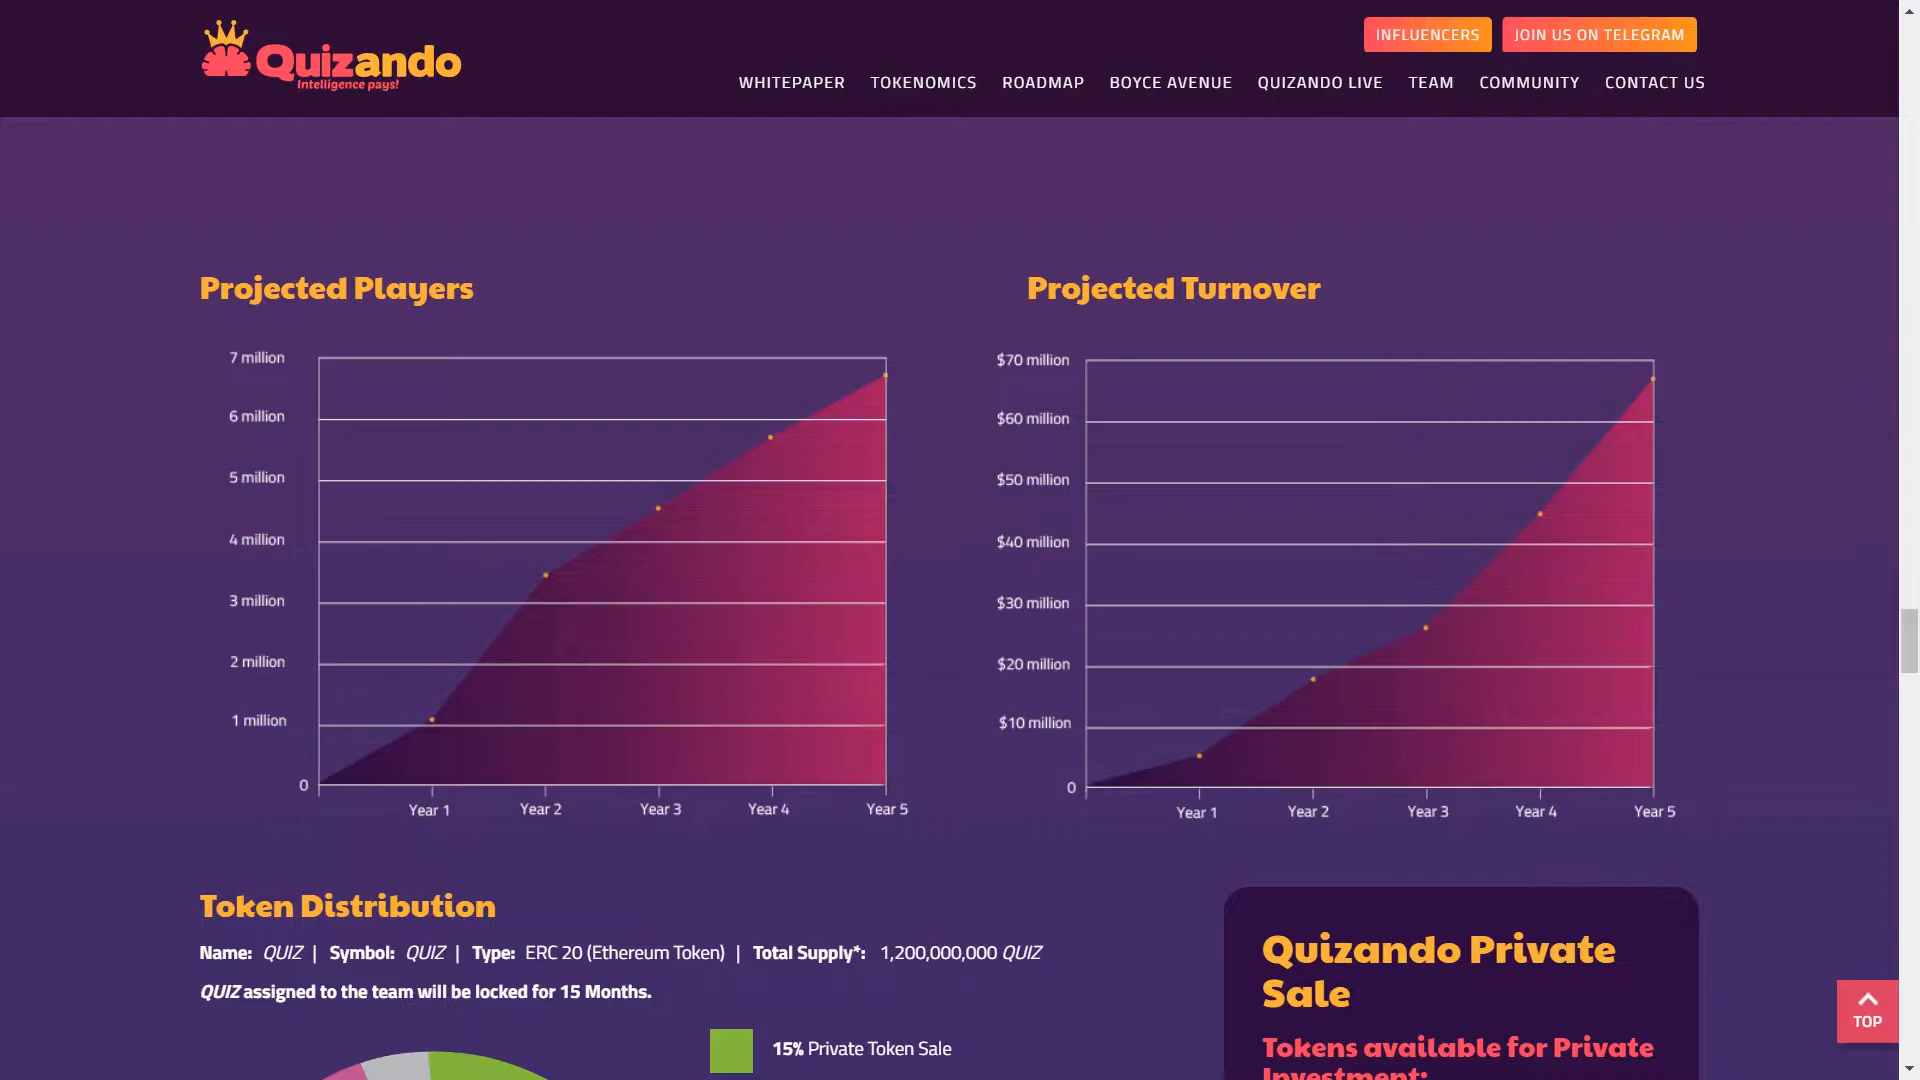 Quizando
Intelligence pays!
INFLUENCERS
JOIN US ON TELEGRAM
WHITEPAPER
TOKENOMICS
ROADMAP
BOYCE AVENUE
QUIZANDO LIVE
TEAM
COMMUNITY
CONTACT US
Projected Players
7 million
6 million
5 million
4 million
3 million
2 million
1 million
0
Year 1
Year 2
Year 3
Year 4
Year 5
Projected Turnover
$70 million
$60 million
$50 million
$40 million
$30 million
$20 million
$10 million
0
Year 1
Year 2
Year 3
Year 4
Year 5
Token Distribution
Name: QUIZ | Symbol: QUIZ | Type: ERC 20 (Ethereum Token) | Total Supply*: 1,200,000,000 QUIZ
QUIZ assigned to the team will be locked for 15 Months.
15% Private Token Sale
Quizando Private
Sale
Tokens available for Private
Investment:
TOP